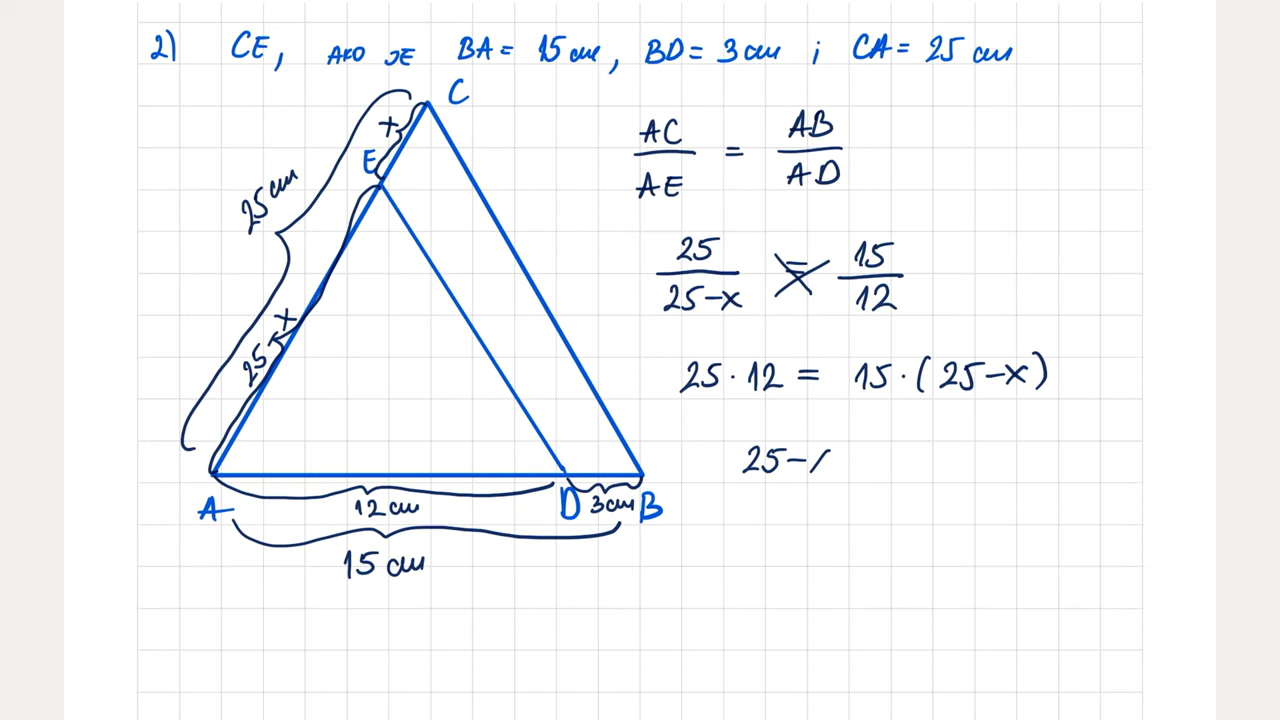 2) CE, AKO JE BA = 15 cm, BD = 3 cm i CA = 25 cm
C
x
E
25 cm
25 - x
A
12 cm
D
3 cm
B
15 cm
AC / AE = AB / AD
25 / 25-x = 15 / 12
25 · 12 = 15 · (25-x)
25-